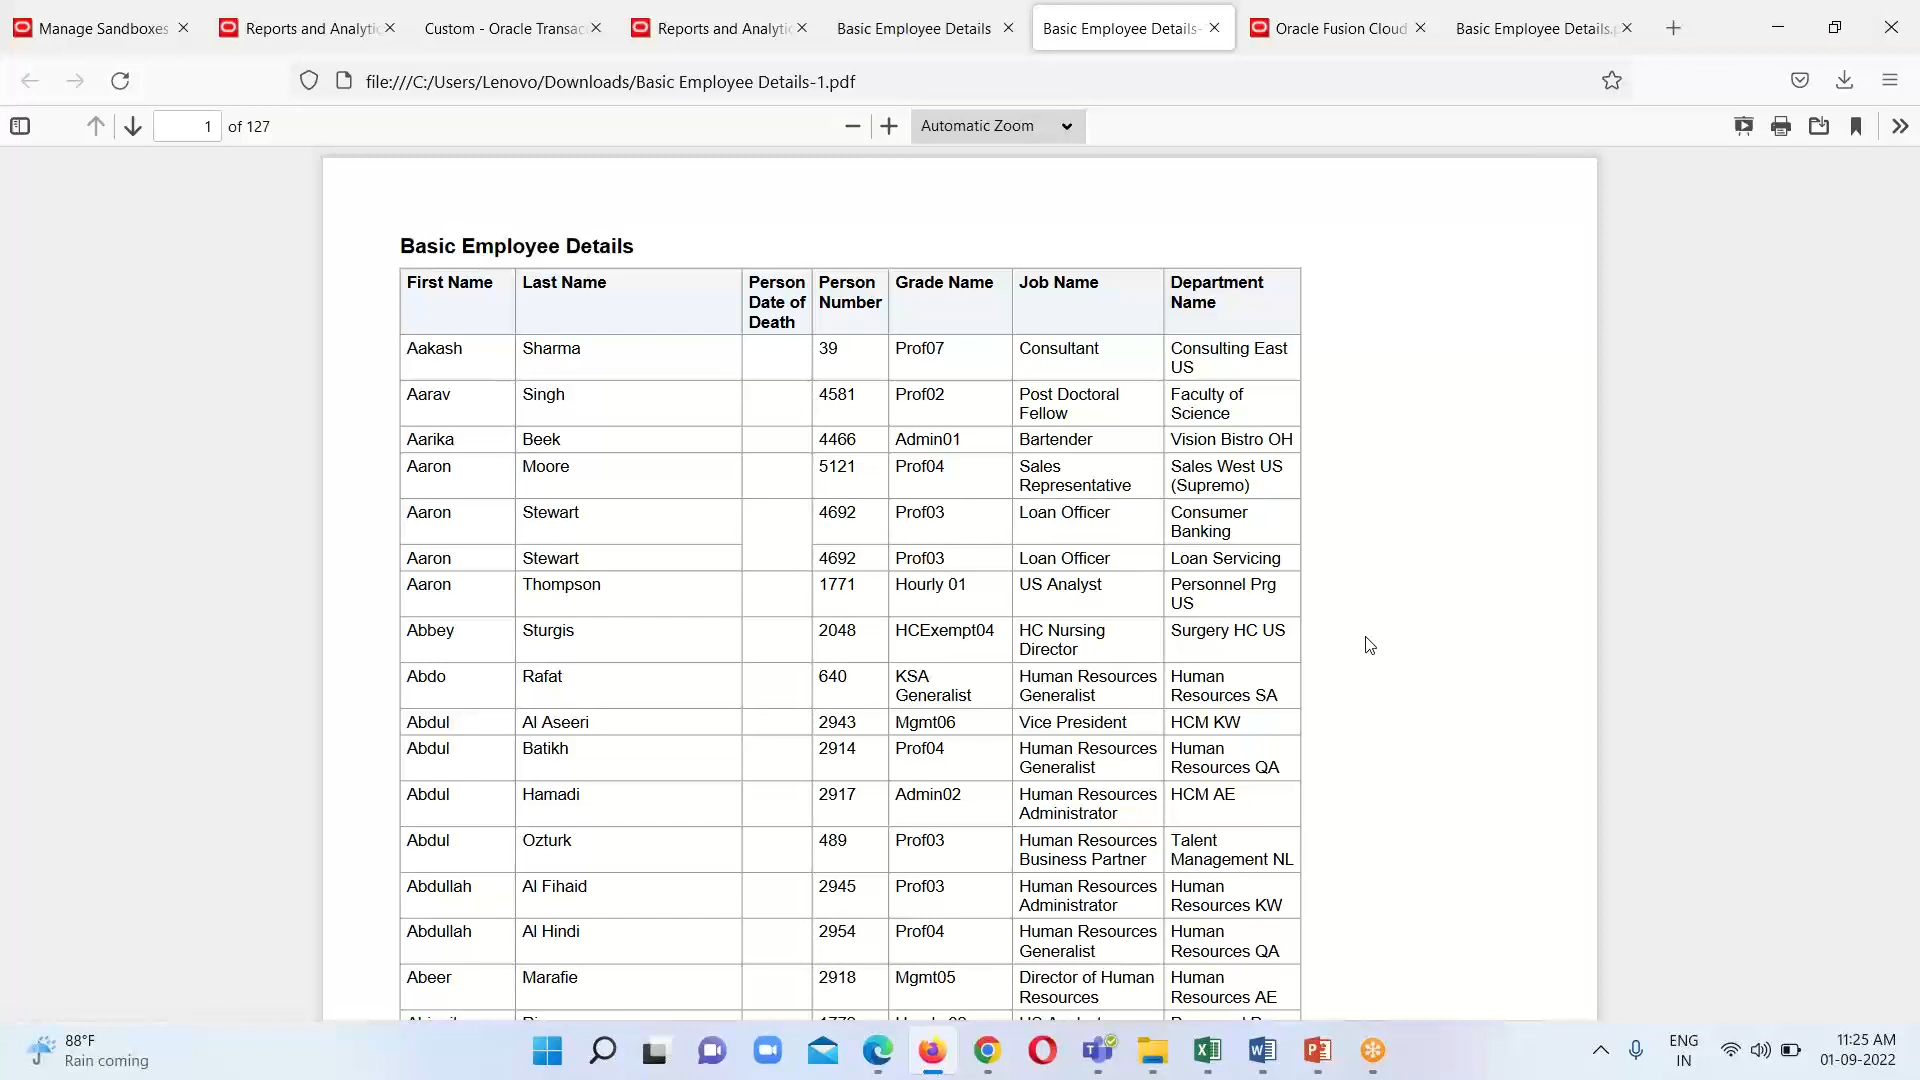 Manage Sandboxes
Reports and Analytic
Custom - Oracle Transac
Reports and Analytic
Basic Employee Details
Basic Employee Details-
Oracle Fusion Cloud
Basic Employee Details.p
file:///C:/Users/Lenovo/Downloads/Basic Employee Details-1.pdf
1 of 127
Automatic Zoom
Basic Employee Details
First Name Last Name Person Person Grade Name Job Name Department
Date of Number Name
Death
Aakash Sharma 39 Prof07 Consultant Consulting East
US
Aarav Singh 4581 Prof02 Post Doctoral Faculty of
Fellow Science
Aarika Beek 4466 Admin01 Bartender Vision Bistro OH
Aaron Moore 5121 Prof04 Sales Sales West US
Representative (Supremo)
Aaron Stewart 4692 Prof03 Loan Officer Consumer
Banking
Aaron Stewart 4692 Prof03 Loan Officer Loan Servicing
Aaron Thompson 1771 Hourly 01 US Analyst Personnel Prg
US
Abbey Sturgis 2048 HCExempt04 HC Nursing Surgery HC US
Director
Abdo Rafat 640 KSA Human Resources Human
Generalist Generalist Resources SA
Abdul Al Aseeri 2943 Mgmt06 Vice President HCM KW
Abdul Batikh 2914 Prof04 Human Resources Human
Generalist Resources QA
Abdul Hamadi 2917 Admin02 Human Resources HCM AE
Administrator
Abdul Ozturk 489 Prof03 Human Resources Talent
Business Partner Management NL
Abdullah Al Fihaid 2945 Prof03 Human Resources Human
Administrator Resources KW
Abdullah Al Hindi 2954 Prof04 Human Resources Human
Generalist Resources QA
Abeer Marafie 2918 Mgmt05 Director of Human Human
Resources Resources AE
88°F
Rain coming
ENG
IN
11:25 AM
01-09-2022